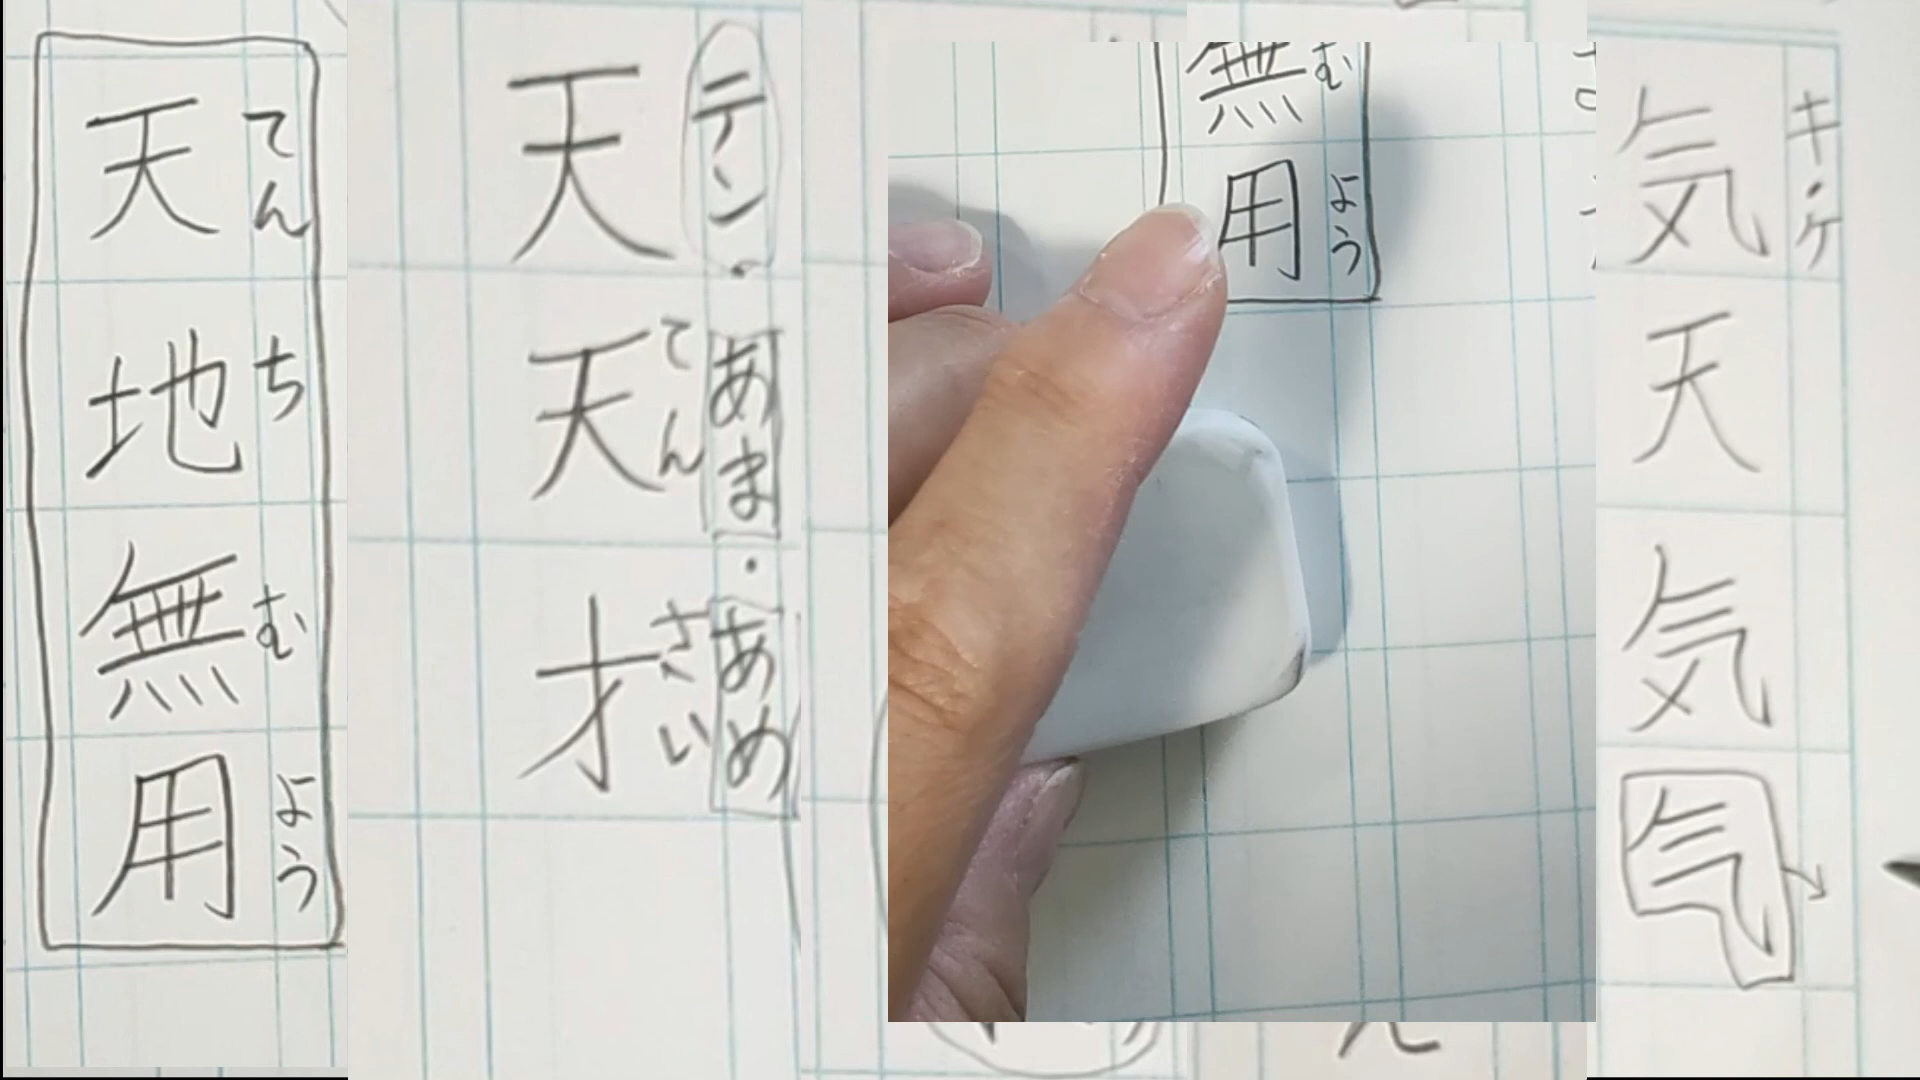 キ・ケ
気天気气
無用
むよう
テン・あま・あめ
天天才
てんさい
天地無用
てんちむよう